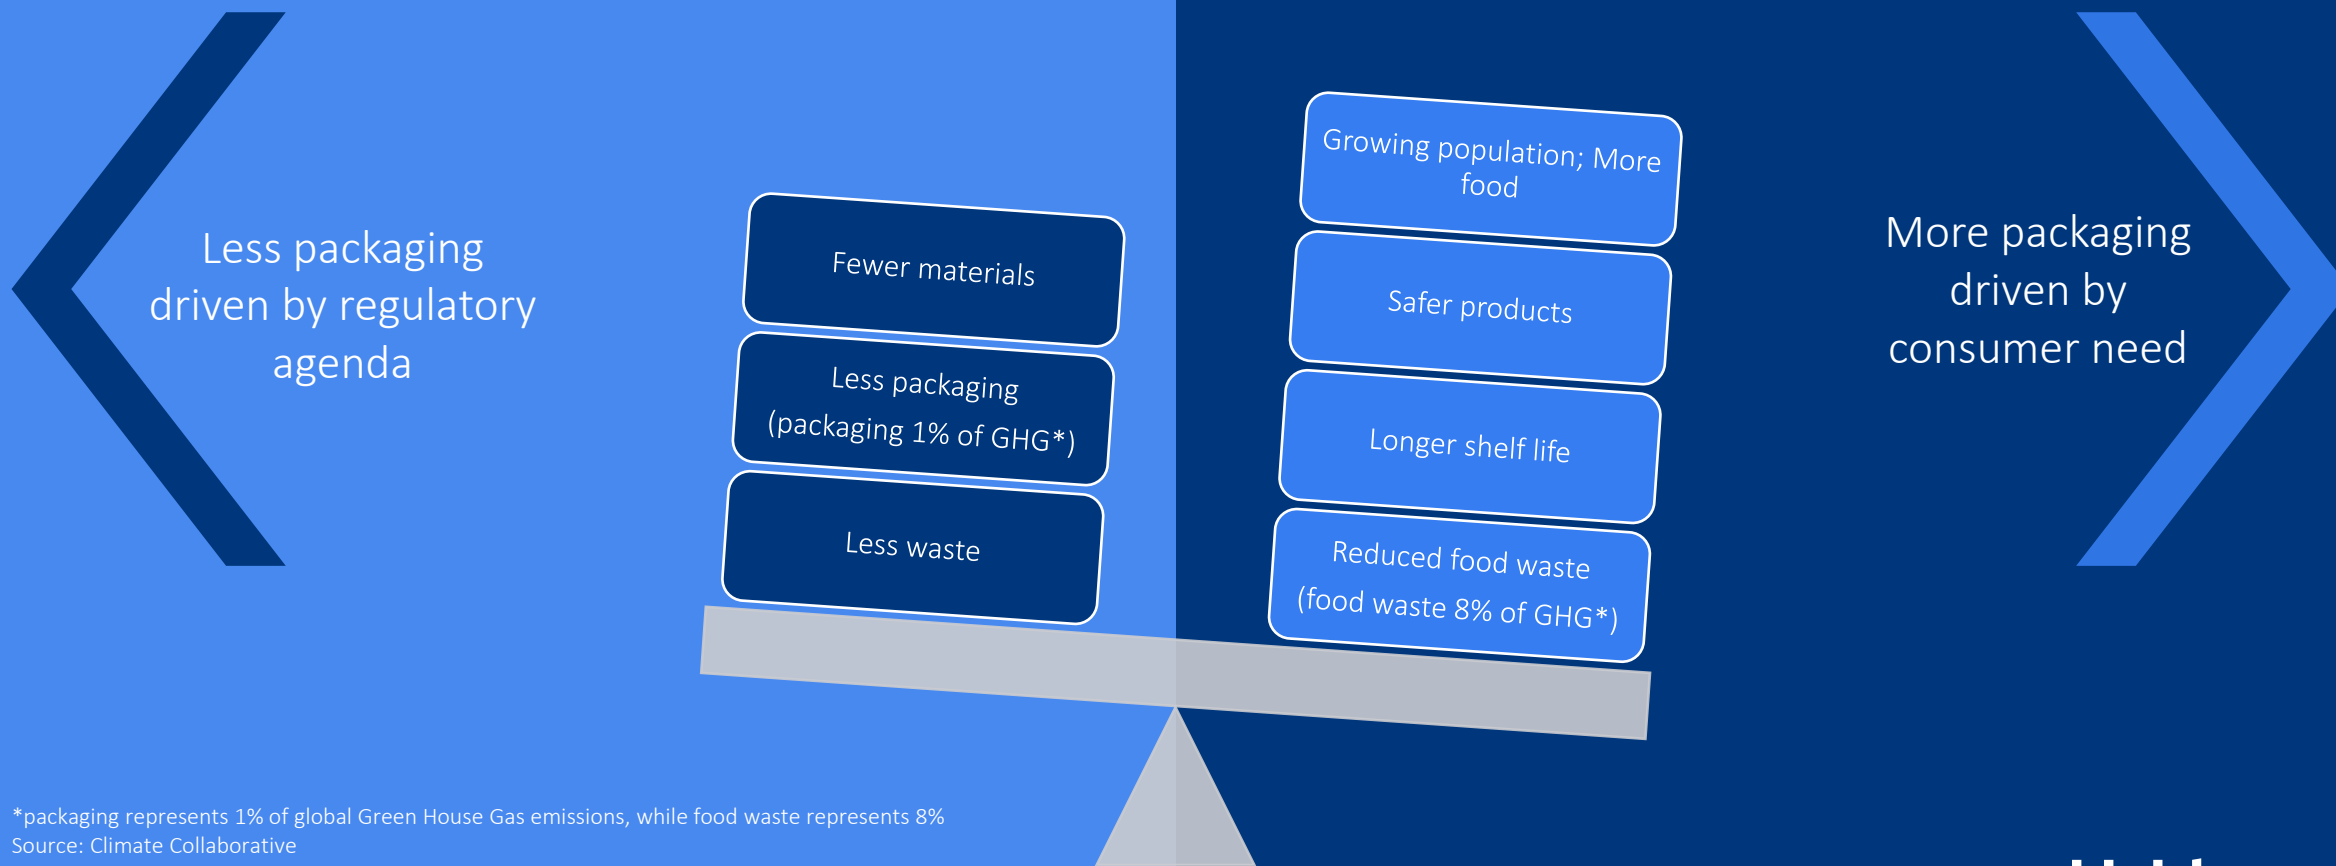 Less packaging
driven by regulatory
agenda
Fewer materials
Less packaging
(packaging 1% of GHG*)
Less waste
Growing population; More
food
Safer products
Longer shelf life
Reduced food waste
(food waste 8% of GHG*)
More packaging
driven by
consumer need
*packaging represents 1% of global Green House Gas emissions, while food waste represents 8%
Source: Climate Collaborative